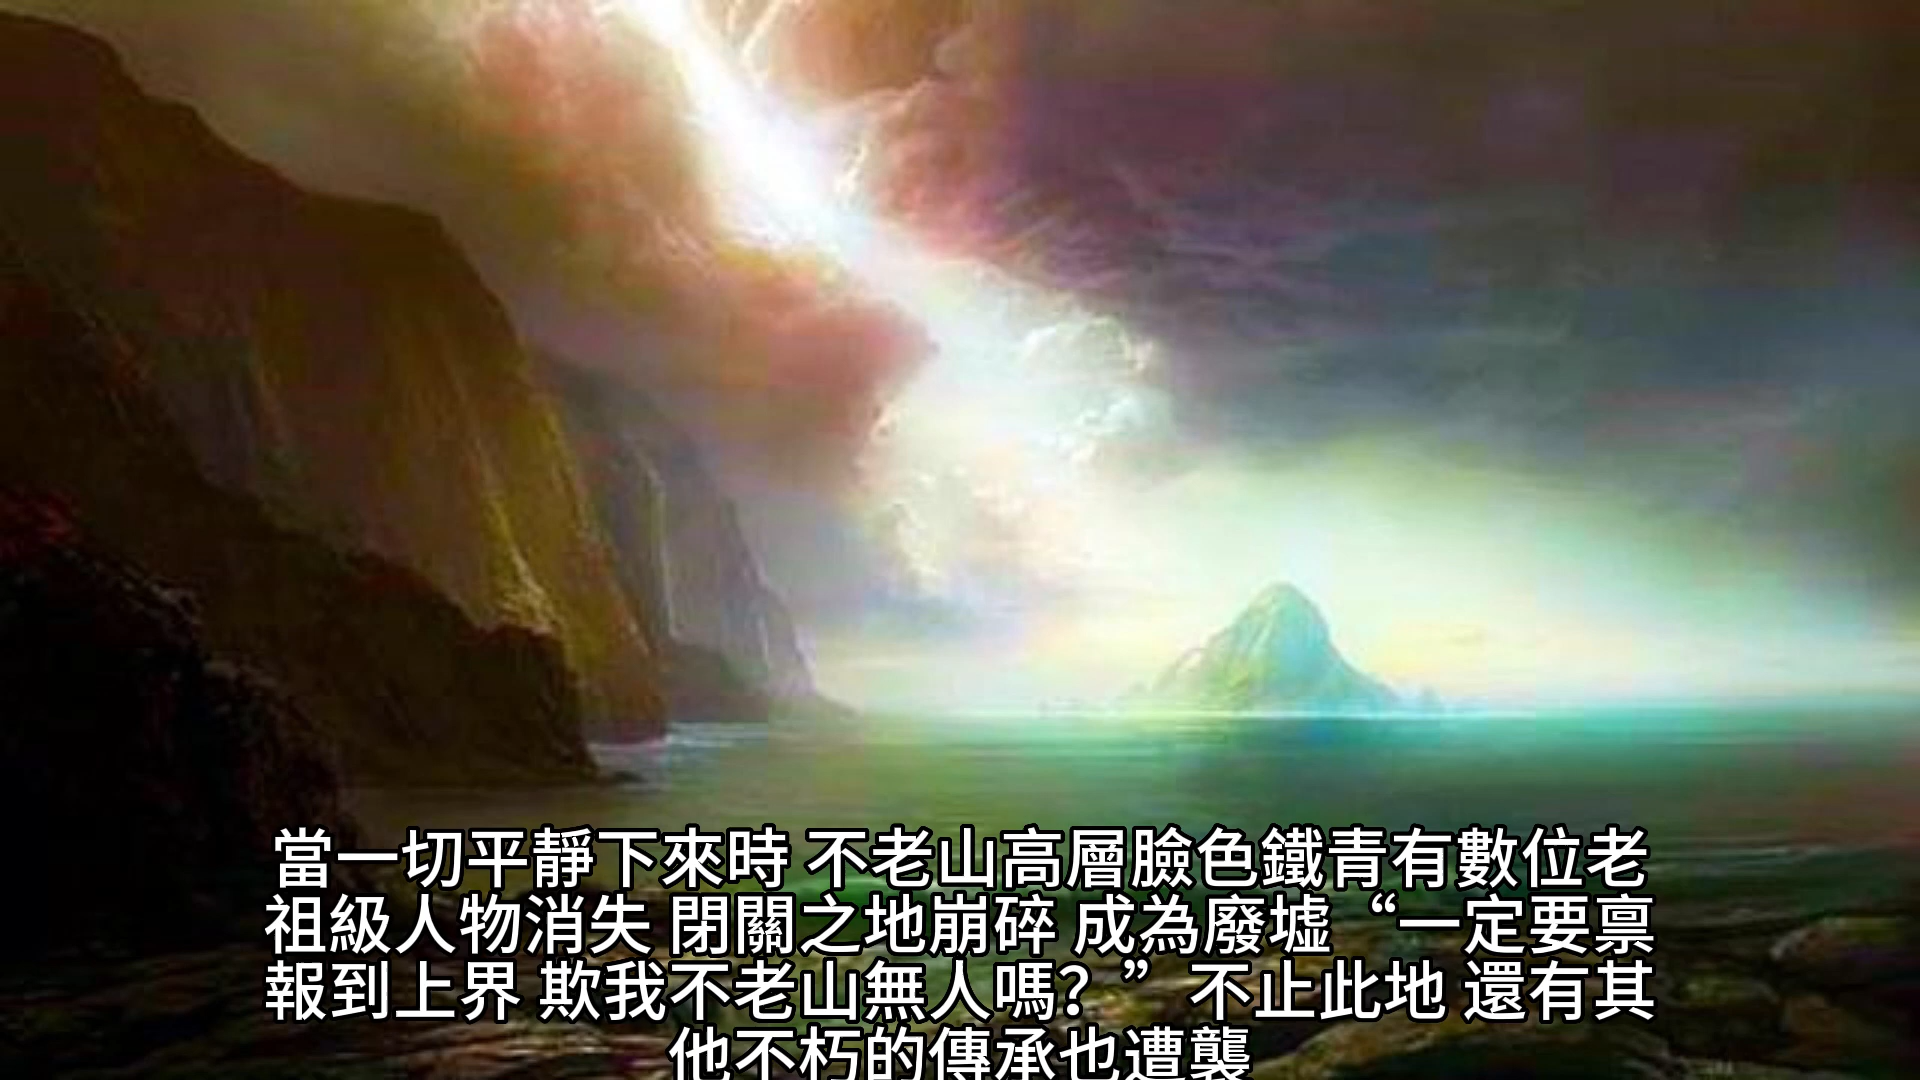 當一切平靜下來時 不老山高層臉色鐵青有數位老
祖級人物消失 閉關之地崩碎 成為廢墟“一定要禀
報到上界 欺我不老山無人嗎？”不止此地 還有其
他不朽的傳承也遭襲